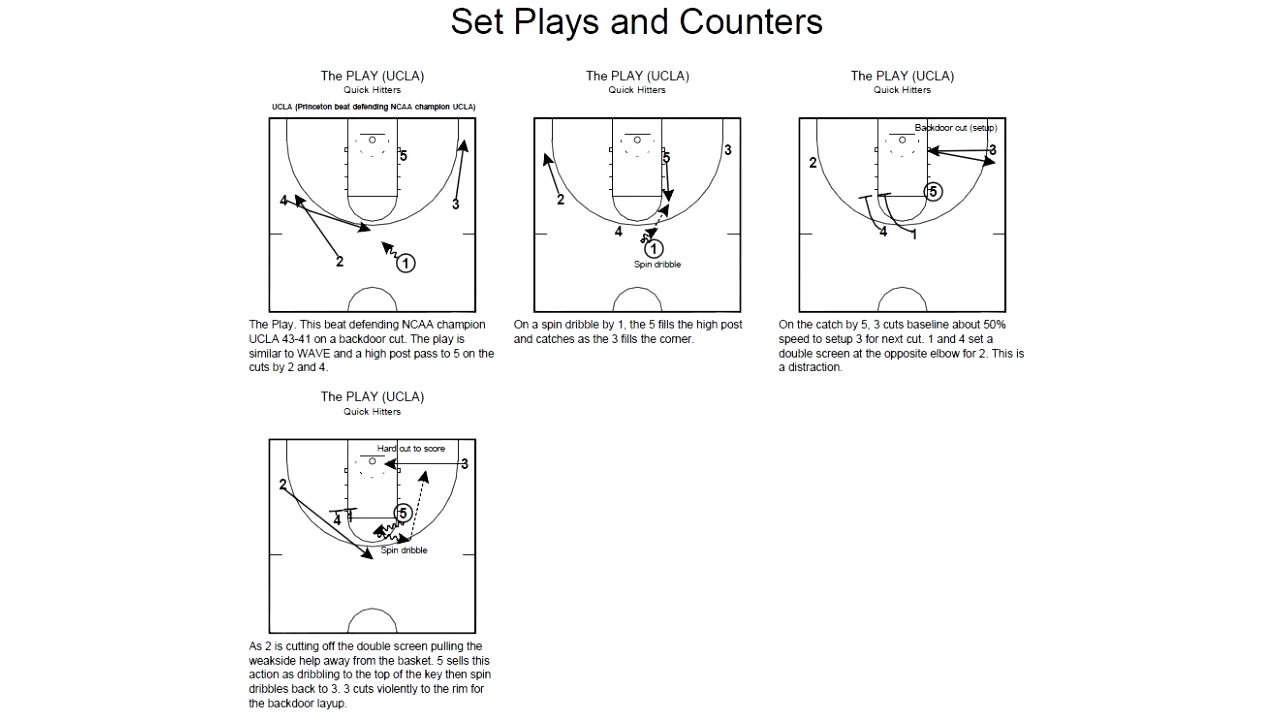 Set Plays and Counters
The PLAY (UCLA)
Quick Hitters
UCLA (Princeton beat defending NCAA champion UCLA)
5
4
3
2
1
The Play. This beat defending NCAA champion
UCLA 43-41 on a backdoor cut. The play is
similar to WAVE and a high post pass to 5 on the
cuts by 2 and 4.
The PLAY (UCLA)
Quick Hitters
3
5
2
4
1
Spin dribble
On a spin dribble by 1, the 5 fills the high post
and catches as the 3 fills the corner.
The PLAY (UCLA)
Quick Hitters
Backdoor cut (setup)
3
2
5
4
1
On the catch by 5, 3 cuts baseline about 50%
speed to setup 3 for next cut. 1 and 4 set a
double screen at the opposite elbow for 2. This is
a distraction.
The PLAY (UCLA)
Quick Hitters
Hard cut to score
3
2
5
4 1
Spin dribble
As 2 is cutting off the double screen pulling the
weakside help away from the basket. 5 sells this
action as dribbling to the top of the key then spin
dribbles back to 3. 3 cuts violently to the rim for
the backdoor layup.